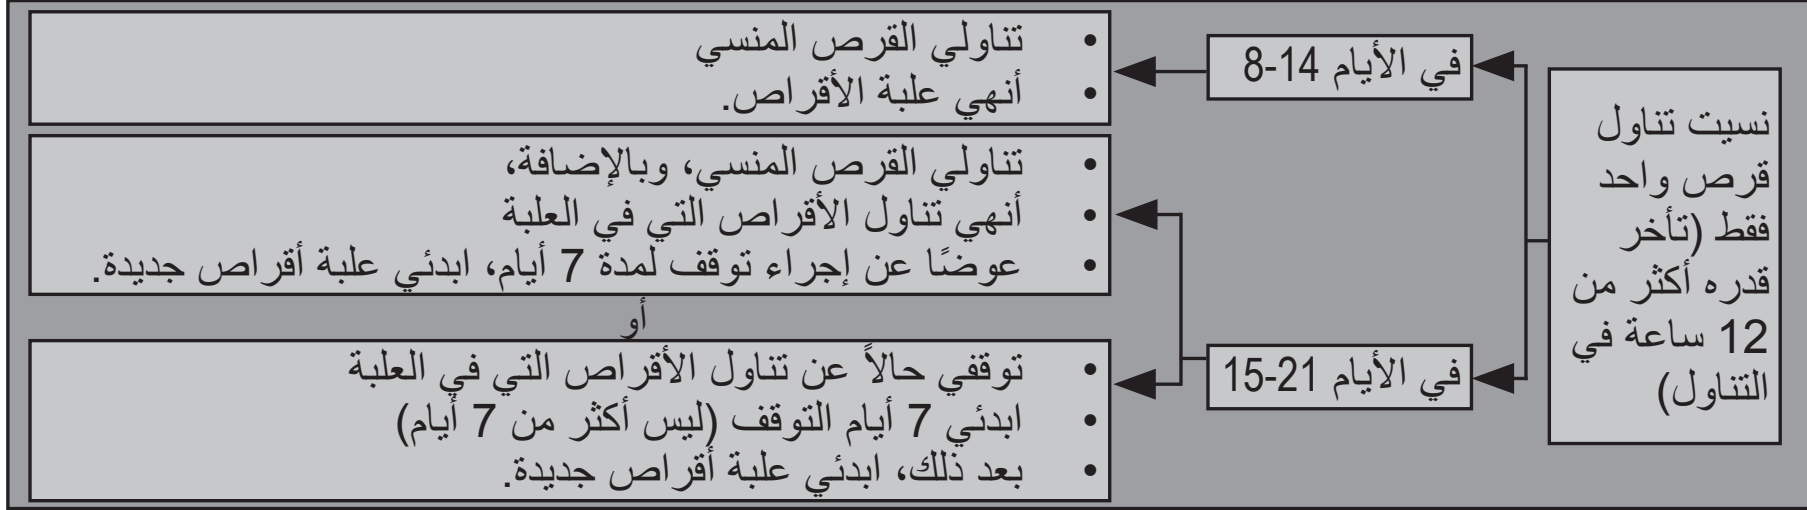 نسيت تناول
قرص واحد
فقط (تأخر
قدره أكثر من
12 ساعة في
التناول)
في الأيام 8-14
• تناولي القرص المنسي
• أنهي علبة الأقراص.
في الأيام 15-21
• تناولي القرص المنسي، وبالإضافة،
• أنهي تناول الأقراص التي في العلبة
• عوضًا عن إجراء توقف لمدة 7 أيام، ابدئي علبة أقراص جديدة.
أو
• توقفي حالاً عن تناول الأقراص التي في العلبة
• ابدئي 7 أيام التوقف (ليس أكثر من 7 أيام)
• بعد ذلك، ابدئي علبة أقراص جديدة.